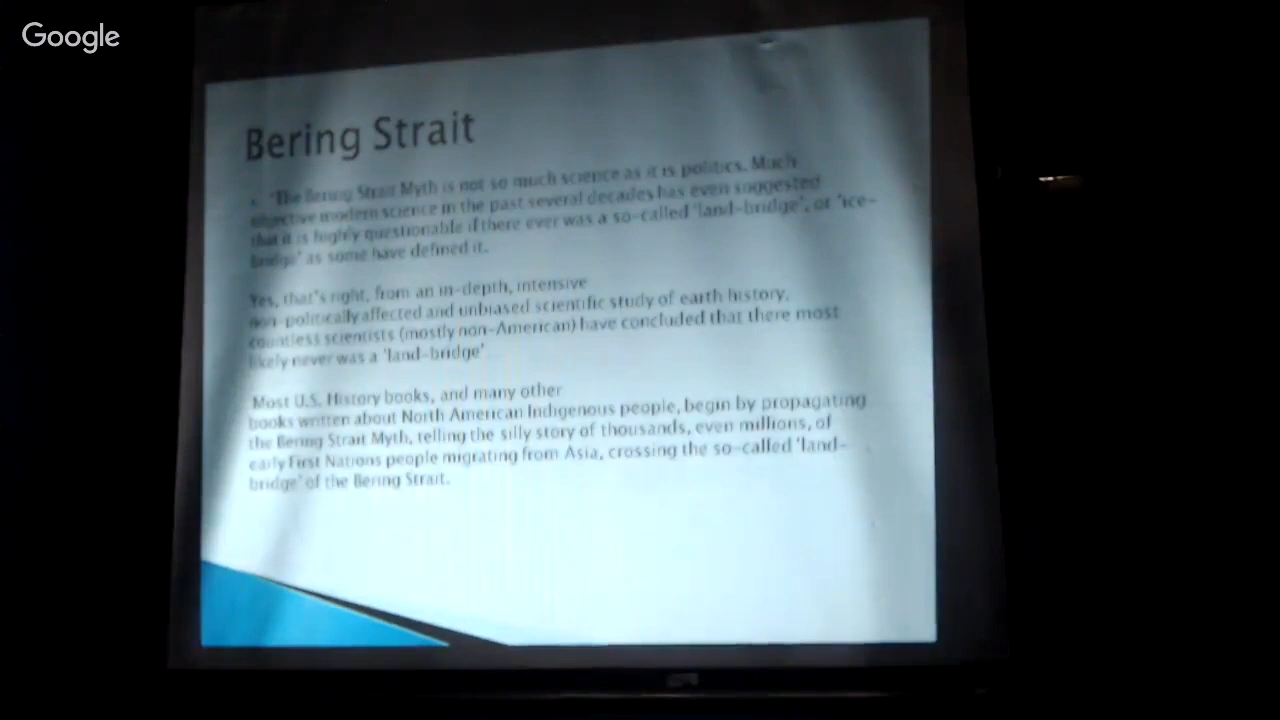 Google
Bering Strait
"The Bering Strait Myth is not so much science as it is politics. Much
objective modern science in the past several decades has even suggested
that it is highly questionable if there ever was a so-called 'land-bridge', or 'ice-
bridge' as some have defined it.
Yes, that's right, from an in-depth, intensive
non-politically affected and unbiased scientific study of earth history,
countless scientists (mostly non-American) have concluded that there most
likely never was a 'land-bridge'
Most U.S. History books, and many other
books written about North American Indigenous people, begin by propagating
the Bering Strait Myth, telling the silly story of thousands, even millions, of
early First Nations people migrating from Asia, crossing the so-called 'land-
bridge' of the Bering Strait.